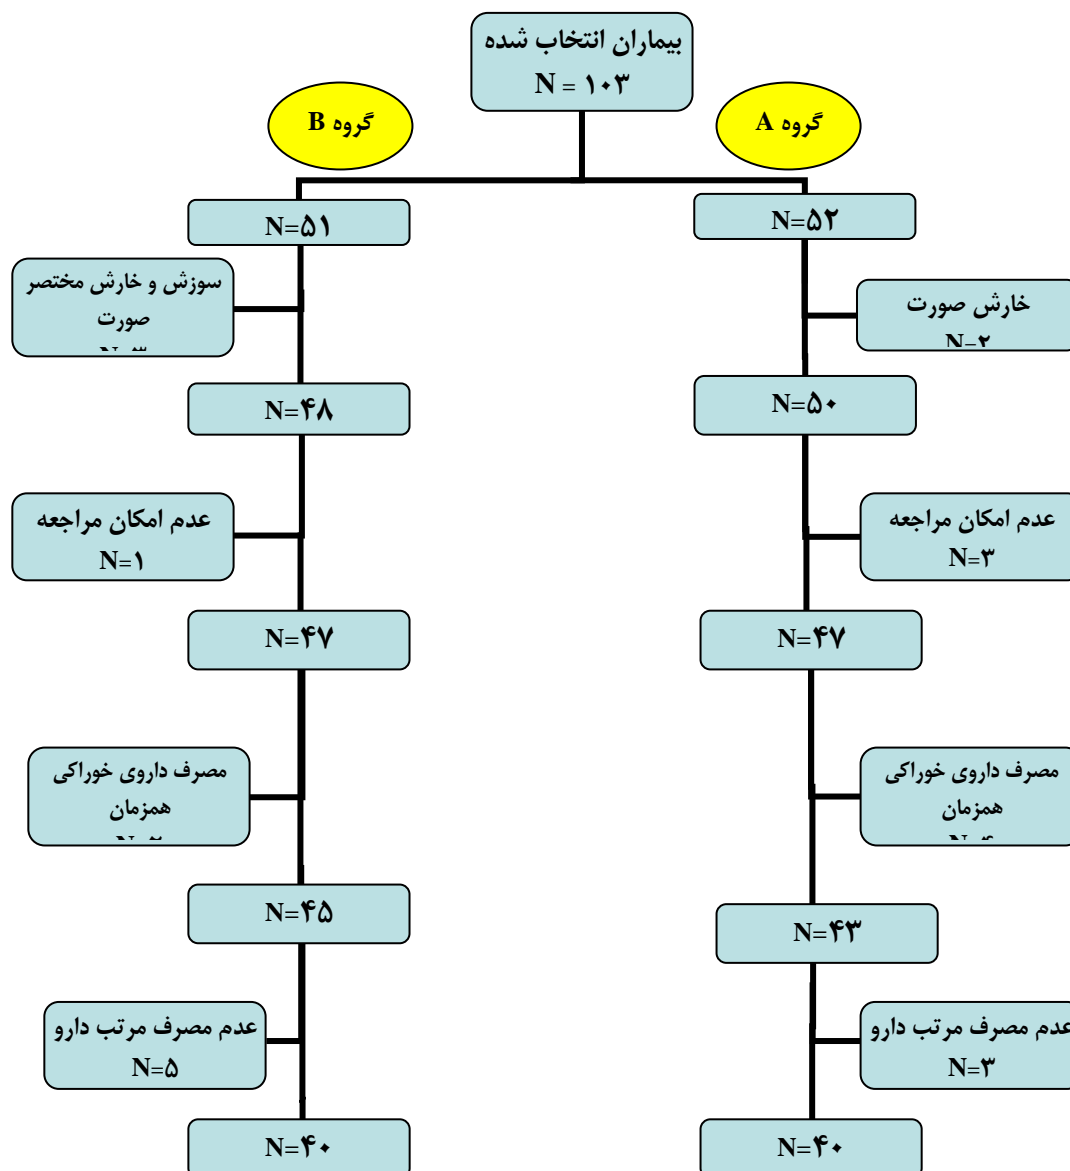 بیماران انتخاب شده
N = ۱۰۳
گروه A
گروه B
N=۵۲
N=۵۱
خارش صورت
N=۲
سوزش و خارش مختصر
صورت
N=۵۰
N=۴۸
عدم امکان مراجعه
N=۳
عدم امکان مراجعه
N=۱
N=۴۷
N=۴۷
مصرف داروی خوراکی
همزمان
مصرف داروی خوراکی
همزمان
N=۴۳
N=۴۵
عدم مصرف مرتب دارو
N=۳
عدم مصرف مرتب دارو
N=۵
N=۴۰
N=۴۰